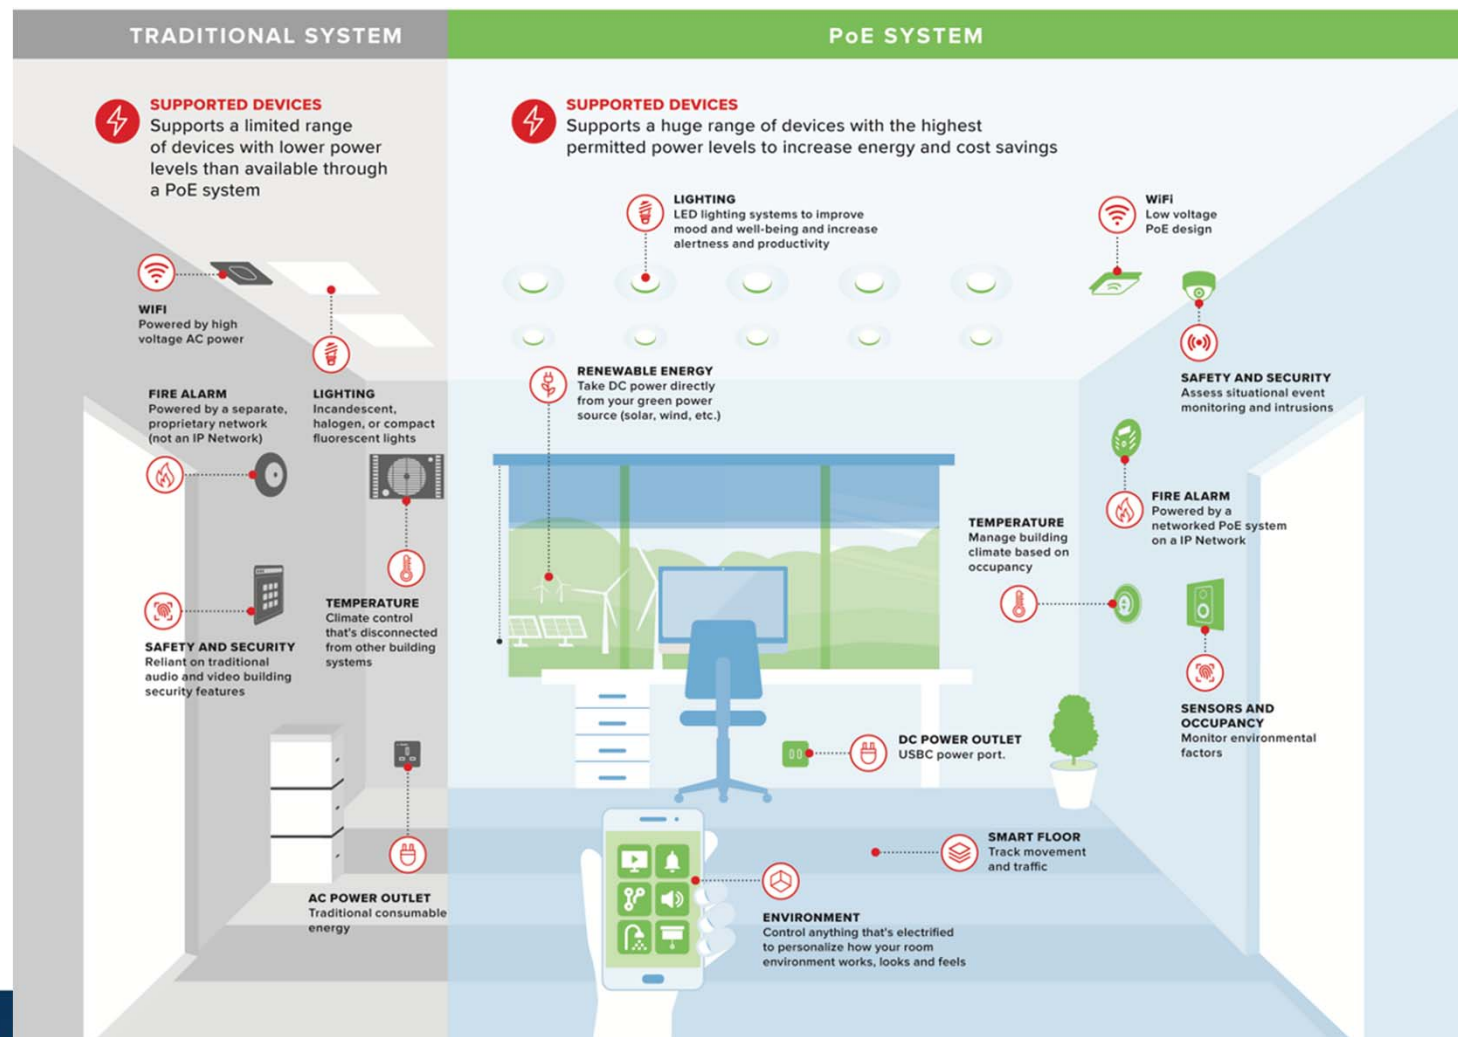 TRADITIONAL SYSTEM
SUPPORTED DEVICES
Supports a limited range
of devices with lower power
levels than available through
a PoE system
WIFI
Powered by high
voltage AC power
FIRE ALARM
Powered by a separate,
proprietary network
(not an IP Network)
LIGHTING
Incandescent,
halogen, or compact
fluorescent lights
SAFETY AND SECURITY
Reliant on traditional
audio and video building
security features
TEMPERATURE
Climate control
that's disconnected
from other building
systems
AC POWER OUTLET
Traditional consumable
energy
PoE SYSTEM
SUPPORTED DEVICES
Supports a huge range of devices with the highest
permitted power levels to increase energy and cost savings
LIGHTING
LED lighting systems to improve
mood and well-being and increase
alertness and productivity
WiFi
Low voltage
PoE design
RENEWABLE ENERGY
Take DC power directly
from your green power
source (solar, wind, etc.)
SAFETY AND SECURITY
Assess situational event
monitoring and intrusions
FIRE ALARM
Powered by a
networked PoE system
on a IP Network
TEMPERATURE
Manage building
climate based on
occupancy
SENSORS AND
OCCUPANCY
Monitor environmental
factors
DC POWER OUTLET
USBC power port.
SMART FLOOR
Track movement
and traffic
ENVIRONMENT
Control anything that's electrified
to personalize how your room
environment works, looks and feels